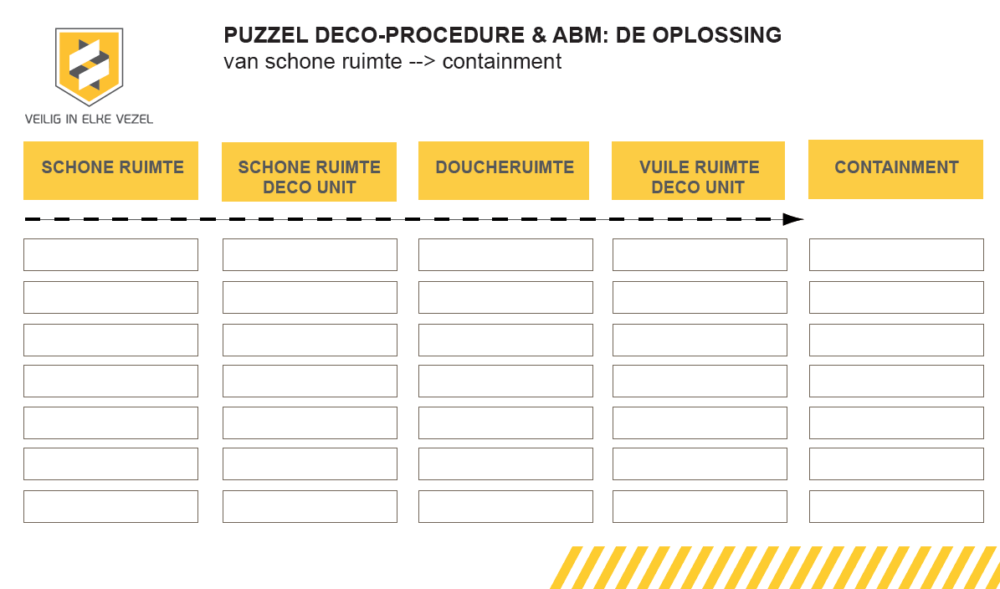 PUZZEL DECO-PROCEDURE & ABM: DE OPLOSSING
van schone ruimte --> containment
VEILIG IN ELKE VEZEL
SCHONE RUIMTE
SCHONE RUIMTE
DECO UNIT
DOUCHERUIMTE
VUILE RUIMTE
DECO UNIT
CONTAINMENT